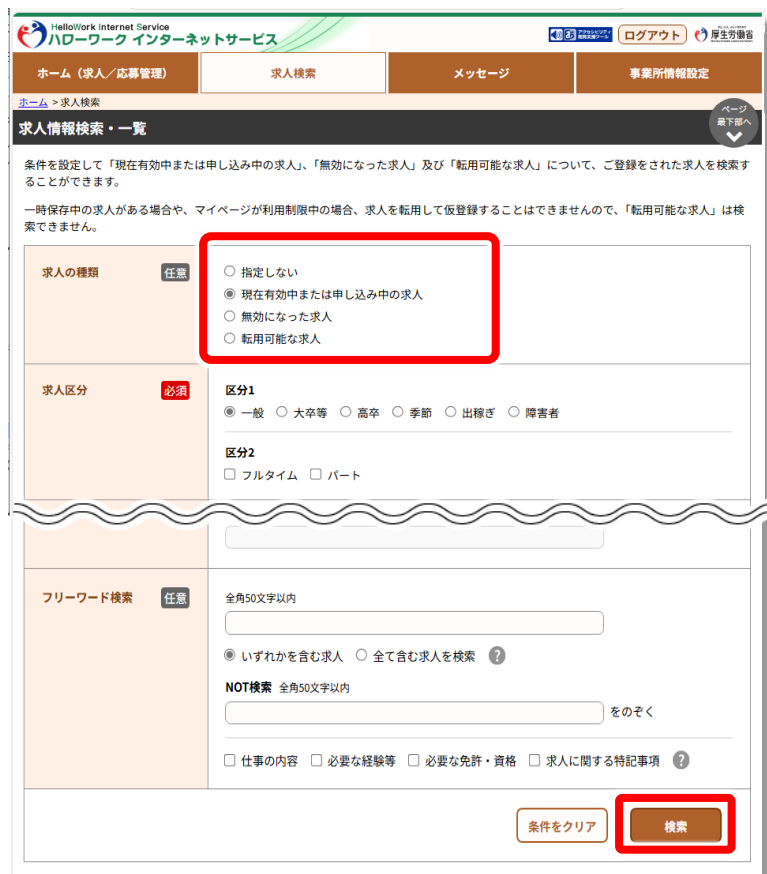 HelloWork Internet Service
ハローワーク インターネットサービス
ログアウト
厚生労働省
ホーム（求人／応募管理）
求人検索
メッセージ
事業所情報設定
ホーム > 求人検索
ページ
最下部へ
求人情報検索・一覧
条件を設定して「現在有効中または申し込み中の求人」、「無効になった求人」及び「転用可能な求人」について、ご登録をされた求人を検索す
ることができます。
一時保存中の求人がある場合や、マイページが利用制限中の場合、求人を転用して仮登録することはできませんので、「転用可能な求人」は検
索できません。
求人の種類 任意
指定しない
現在有効中または申し込み中の求人
無効になった求人
転用可能な求人
求人区分 必須
区分1
一般 大卒等 高卒 季節 出稼ぎ 障害者
区分2
フルタイム パート
フリーワード検索 任意
全角50文字以内
いずれかを含む求人 全て含む求人を検索 ?
NOT検索 全角50文字以内
をのぞく
仕事の内容 必要な経験等 必要な免許・資格 求人に関する特記事項 ?
条件をクリア
検索